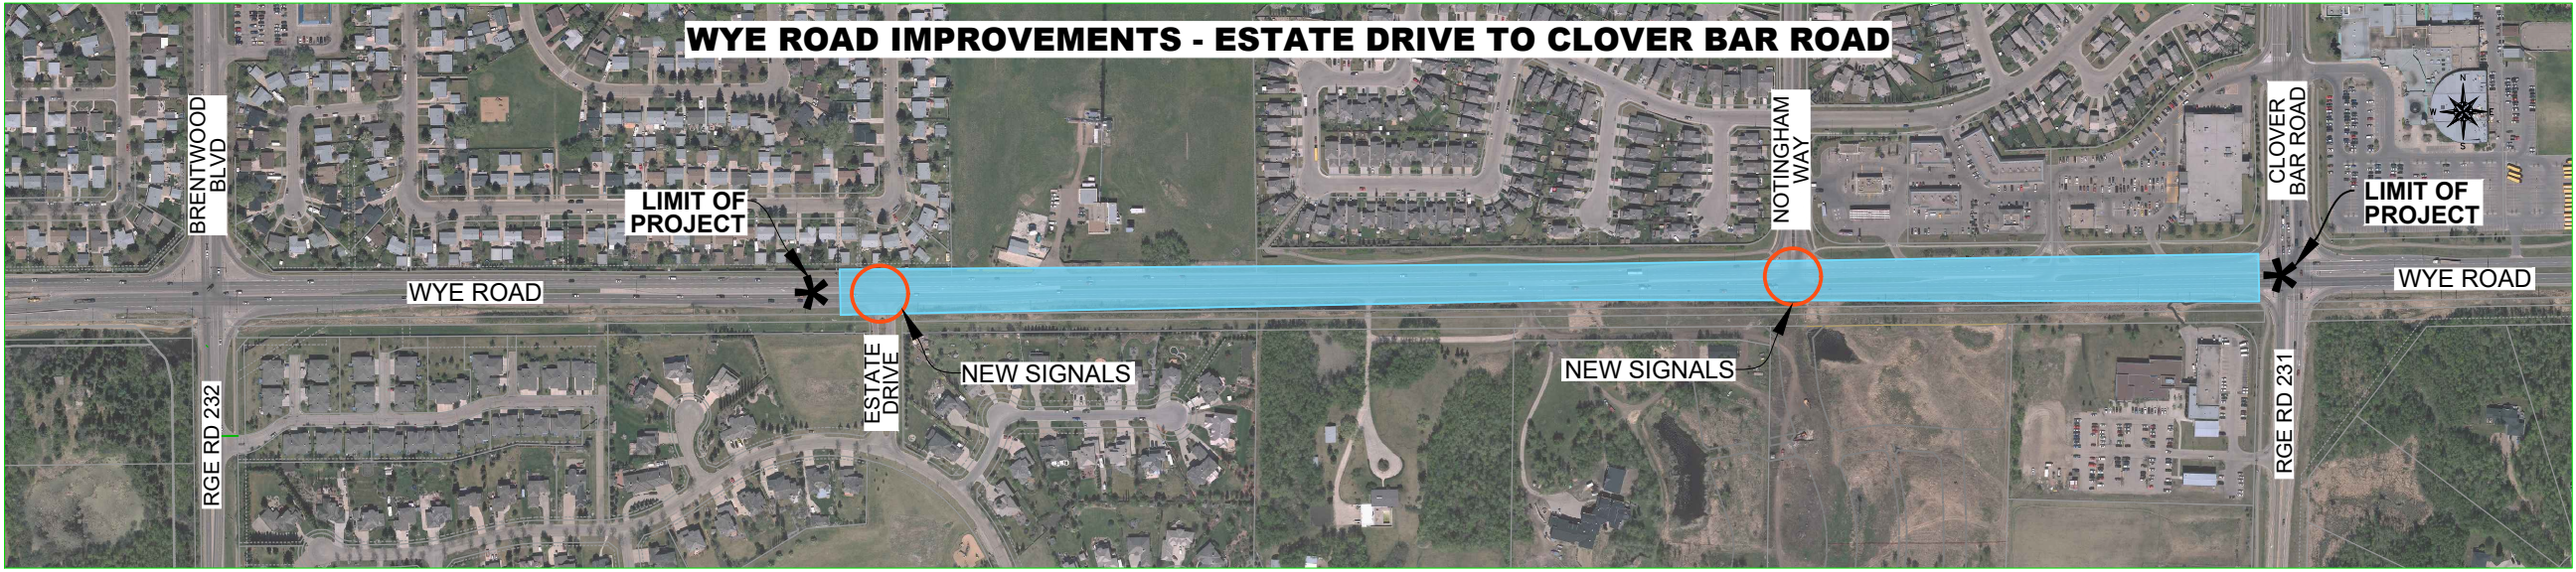 WYE ROAD IMPROVEMENTS - ESTATE DRIVE TO CLOVER BAR ROAD
BRENTWOOD
BLVD
NOTINGHAM
WAY
CLOVER
BAR ROAD
N
W
E
S
LIMIT OF
PROJECT
LIMIT OF
PROJECT
WYE ROAD
WYE ROAD
ESTATE
DRIVE
NEW SIGNALS
NEW SIGNALS
RGE RD 232
RGE RD 231